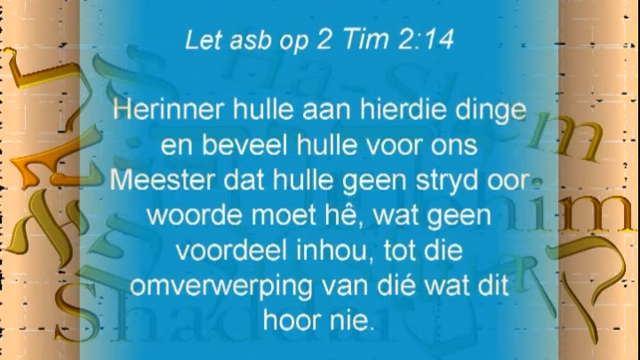 Let asb op 2 Tim 2:14
Herinner hulle aan hierdie dinge
en beveel hulle voor ons
Meester dat hulle geen stryd oor
woorde moet hê, wat geen
voordeel inhou, tot die
omverwerping van dié wat dit
hoor nie.
Shaddai